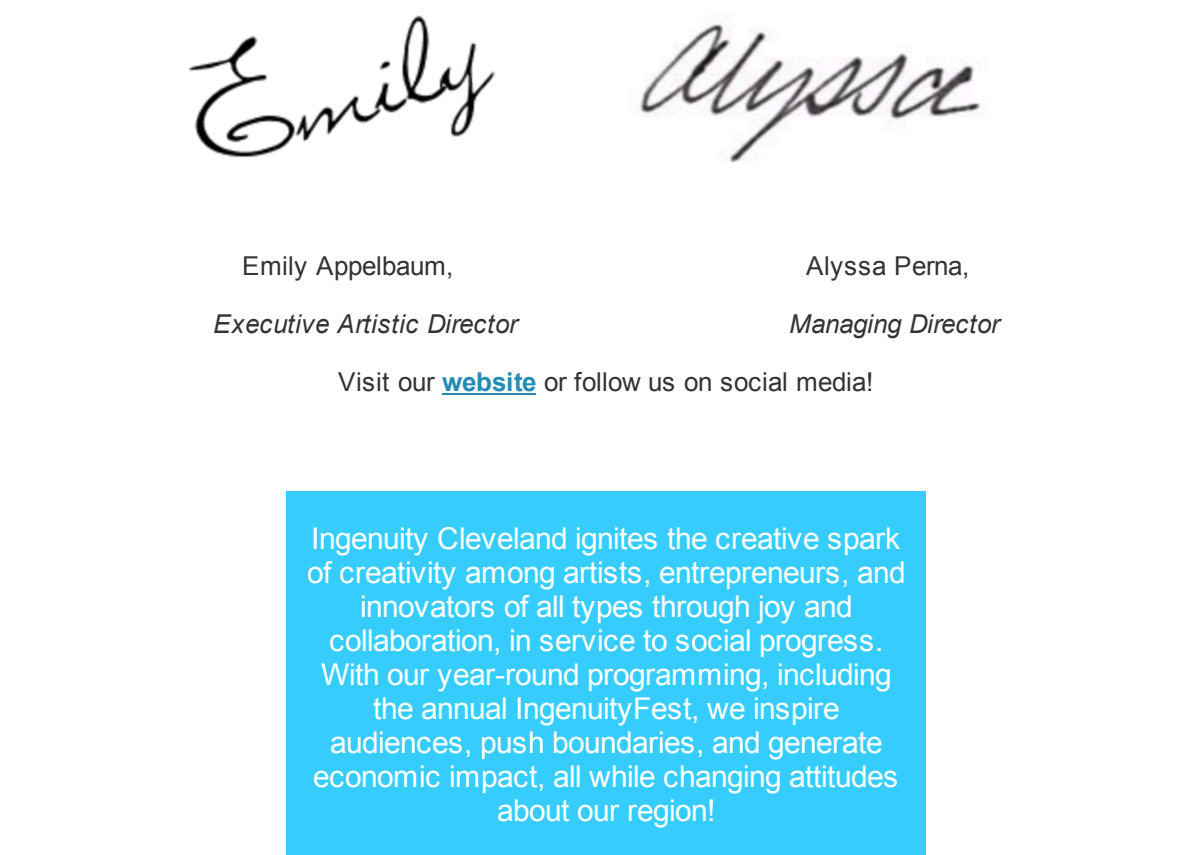 Emily Alyssa
Emily Appelbaum, Alyssa Perna,
Executive Artistic Director Managing Director
Visit our website or follow us on social media!
Ingenuity Cleveland ignites the creative spark
of creativity among artists, entrepreneurs, and
innovators of all types through joy and
collaboration, in service to social progress.
With our year-round programming, including
the annual IngenuityFest, we inspire
audiences, push boundaries, and generate
economic impact, all while changing attitudes
about our region!